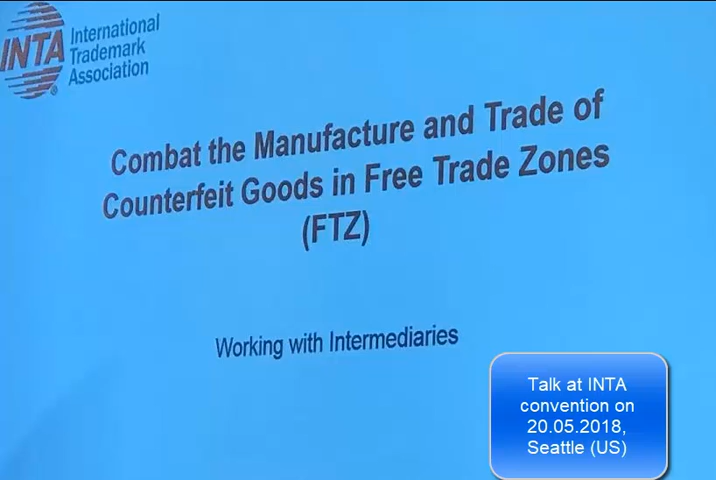 INTA
International
Trademark
Association
Combat the Manufacture and Trade of
Counterfeit Goods in Free Trade Zones
(FTZ)
Working with Intermediaries
Talk at INTA
convention on
20.05.2018,
Seattle (US)